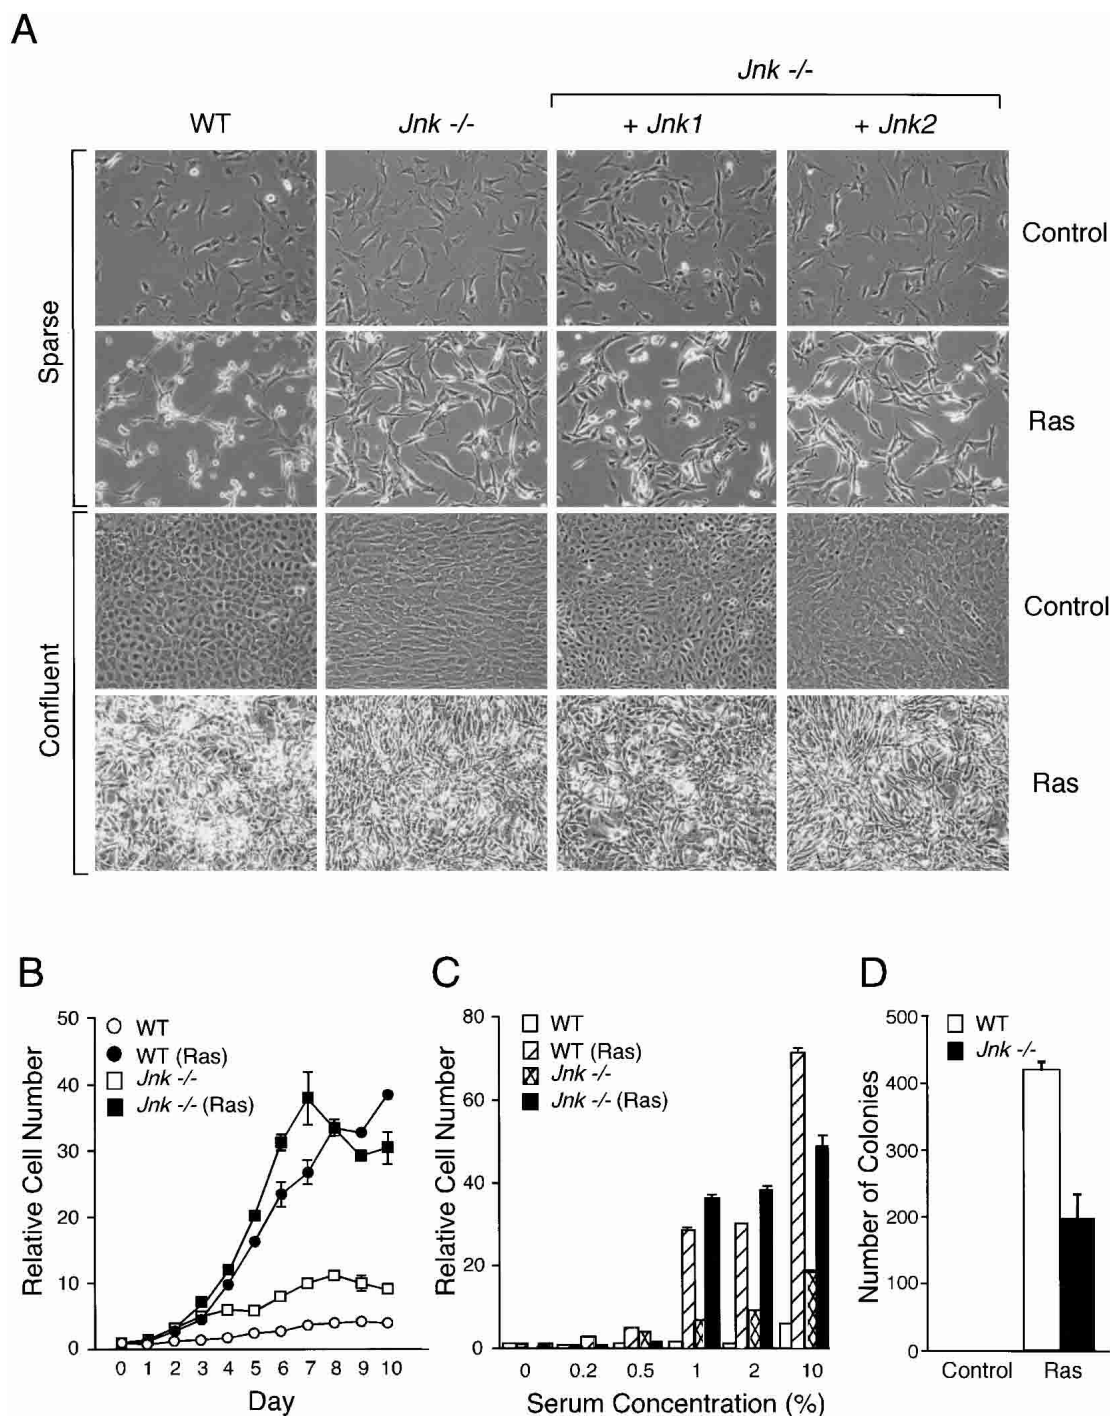 A
Jnk -/-
WT Jnk -/- + Jnk1 + Jnk2
Sparse
Control
Ras
Confluent
Control
Ras
B
50
40
30
20
10
0
Relative Cell Number
WT
WT (Ras)
Jnk -/-
Jnk -/- (Ras)
0 1 2 3 4 5 6 7 8 9 10
Day
C
80
60
40
20
0
Relative Cell Number
WT
WT (Ras)
Jnk -/-
Jnk -/- (Ras)
0 0.2 0.5 1 2 10
Serum Concentration (%)
D
500
400
300
200
100
0
Number of Colonies
WT
Jnk -/-
Control Ras